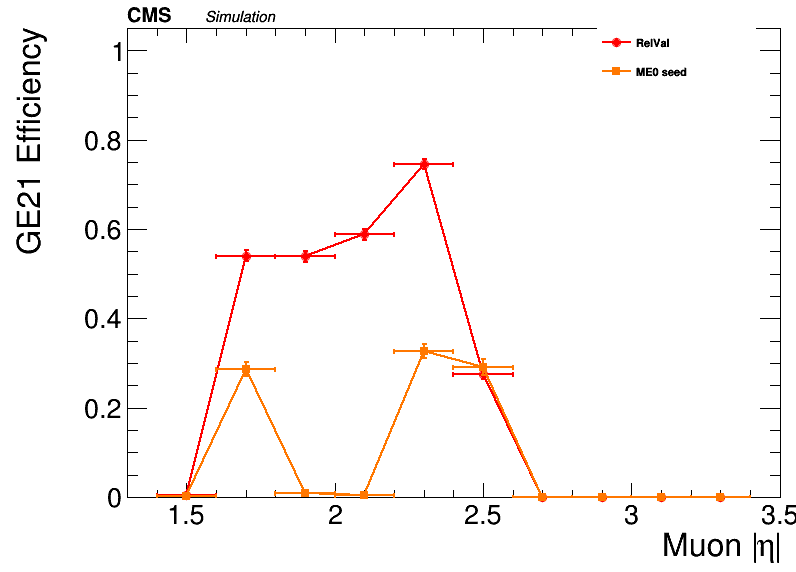 CMS Simulation
RelVal
ME0 seed
GE21 Efficiency
1
0.8
0.6
0.4
0.2
0
1.5 2 2.5 3 3.5
Muon |η|